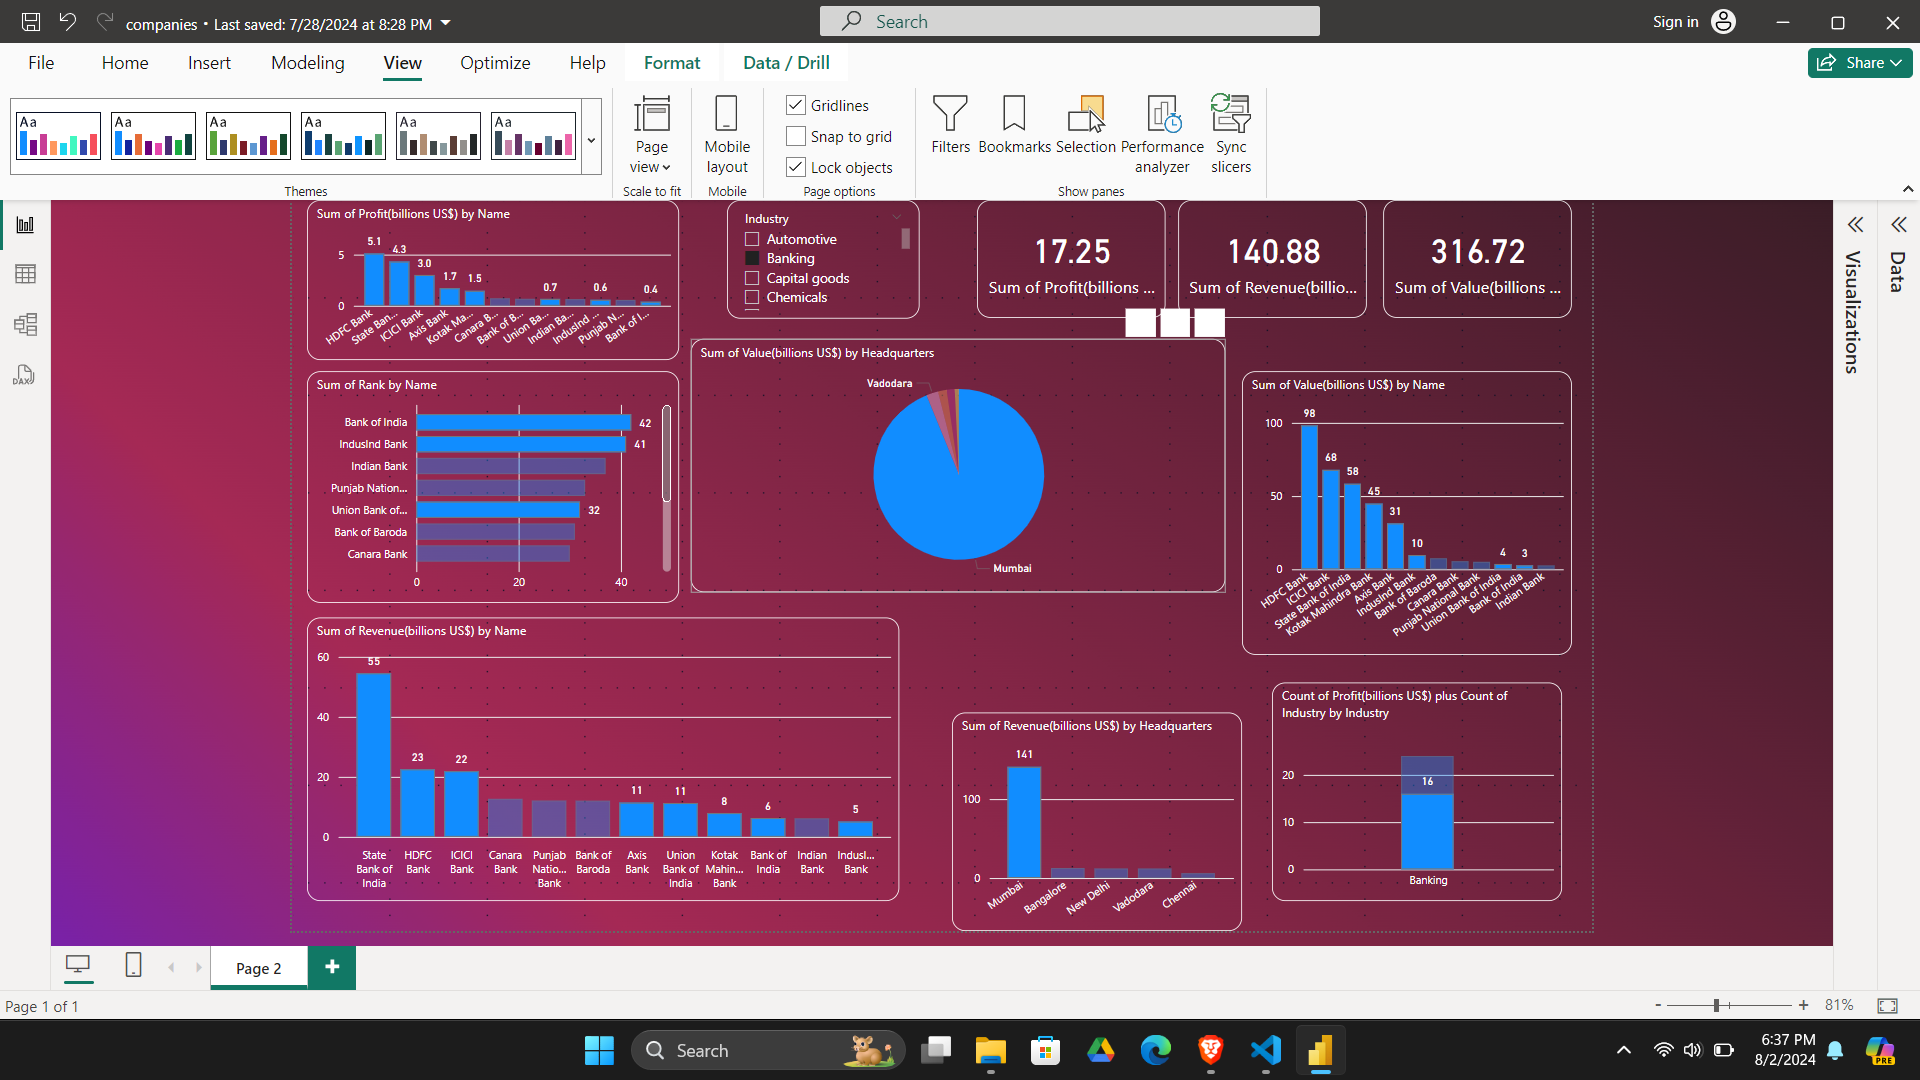 companies • Last saved: 7/28/2024 at 8:28 PM
Search
Sign in
File Home Insert Modeling View Optimize Help Format Data / Drill
Share
Aa Aa Aa Aa Aa Aa
Themes
Page view
Scale to fit
Mobile layout
Mobile
Gridlines
Snap to grid
Lock objects
Page options
Filters
Bookmarks
Selection
Performance analyzer
Sync slicers
Show panes
DAX
Sum of Profit(billions US$) by Name
5
0
5.1 4.3 3.0 1.7 1.5 0.7 0.6 0.4
HDFC Bank
State Ban...
ICICI Bank
Axis Bank
Kotak Ma...
Canara B...
Bank of B...
Union Ba...
Indian Ba...
IndusInd ...
Punjab N...
Bank of I...
Industry
Automotive
Banking
Capital goods
Chemicals
17.25
Sum of Profit(billions ...
140.88
Sum of Revenue(billio...
316.72
Sum of Value(billions ...
Visualizations
Data
Sum of Rank by Name
Bank of India 42
IndusInd Bank 41
Indian Bank
Punjab Nation...
Union Bank of... 32
Bank of Baroda
Canara Bank
0 20 40
Sum of Value(billions US$) by Headquarters
Vadodara
Mumbai
Sum of Value(billions US$) by Name
100
50
0
98 68 58 45 31 10 4 3
HDFC Bank
ICICI Bank
State Bank of India
Kotak Mahindra Bank
Axis Bank
IndusInd Bank
Bank of Baroda
Canara Bank
Punjab National Bank
Union Bank of India
Bank of India
Indian Bank
Sum of Revenue(billions US$) by Name
60
40
20
0
55 23 22 11 11 8 6 5
State Bank of India
HDFC Bank
ICICI Bank
Canara Bank
Punjab Natio... Bank
Bank of Baroda
Axis Bank
Union Bank of India
Kotak Mahin... Bank
Bank of India
Indian Bank
IndusI... Bank
Sum of Revenue(billions US$) by Headquarters
141
100
0
Mumbai
Bangalore
New Delhi
Vadodara
Chennai
Count of Profit(billions US$) plus Count of
Industry by Industry
20
10
0
16
Banking
Page 2
+
Page 1 of 1
- + 81%
Search
6:37 PM
8/2/2024
PRE